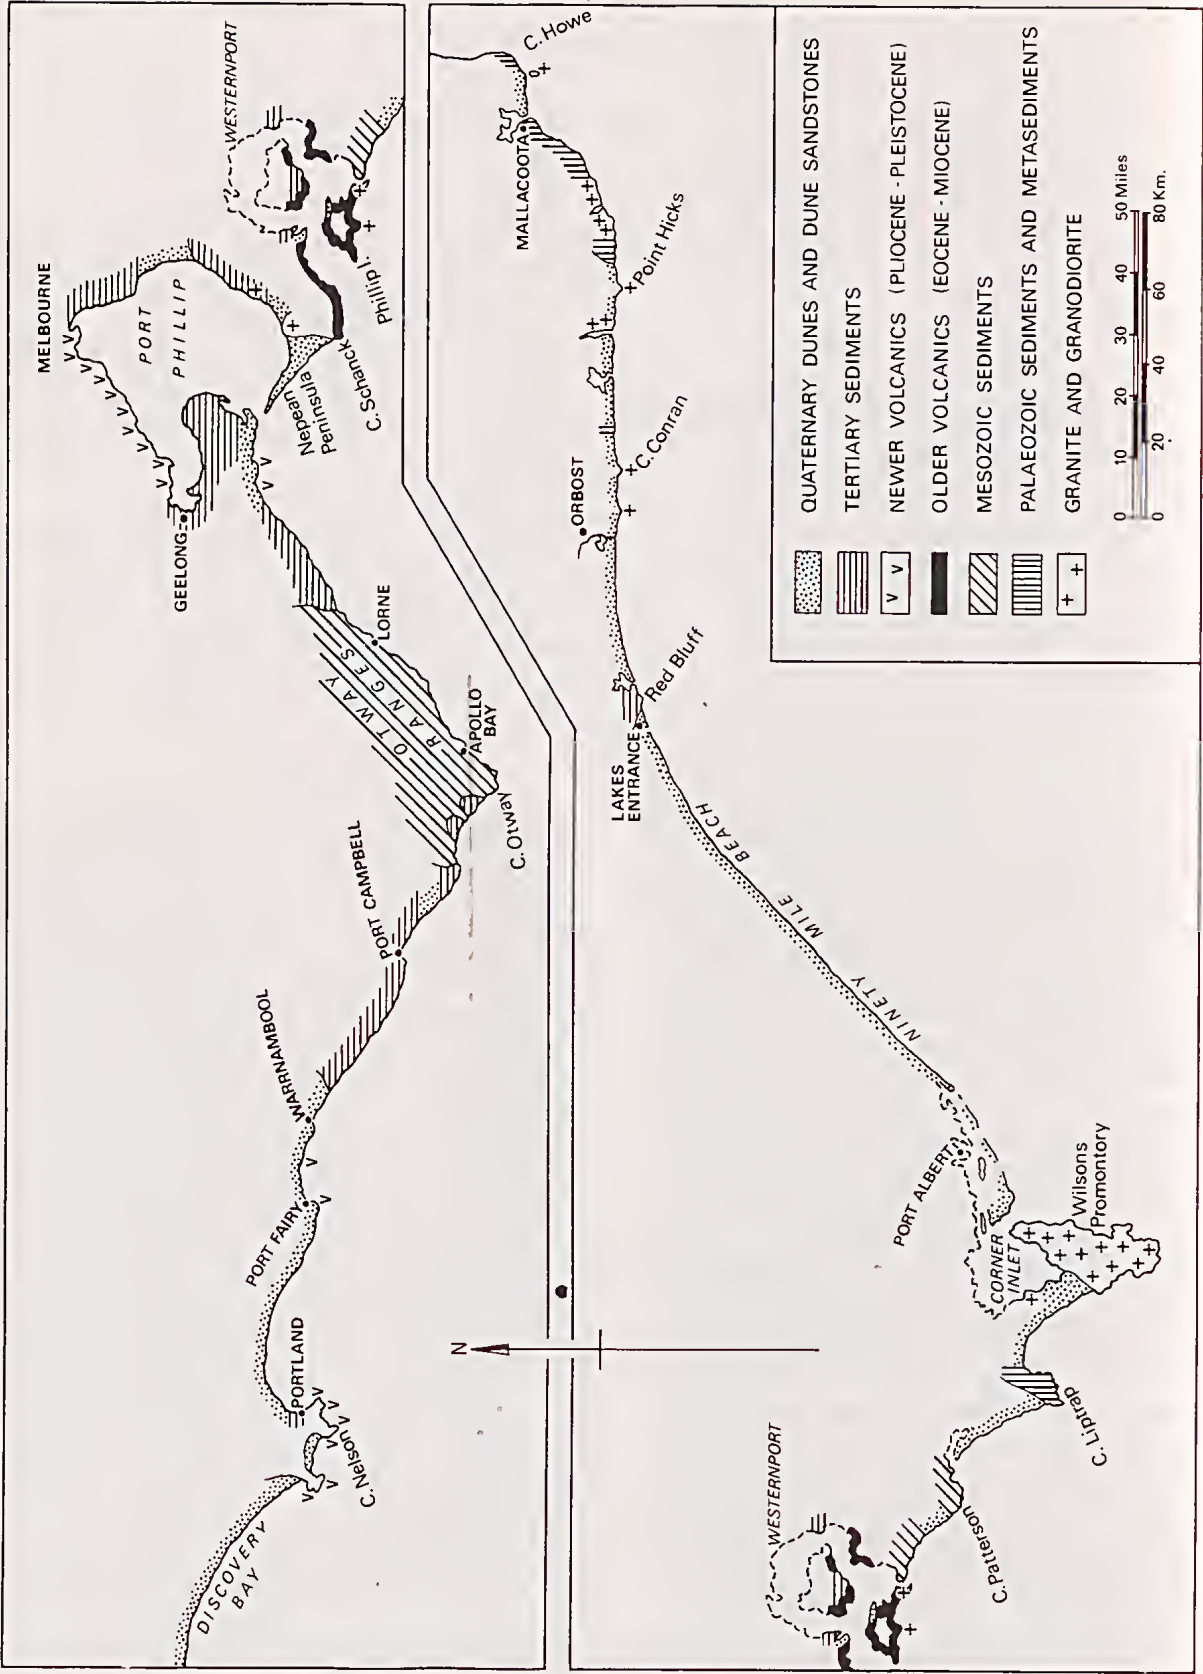 DISCOVERY
BAY
C. Nelson
PORTLAND
PORT FAIRY
WARRNAMBOOL
PORT CAMPBELL
C. Otway
APOLLO
BAY
OTWAY
RANGES
LORNE
GEELONG
MELBOURNE
PORT
PHILLIP
Nepean
Peninsula
C. Schanck
Phillip I.
WESTERNPORT
N
WESTERNPORT
C. Patterson
C. Liptrap
CORNER
INLET
Wilsons
Promontory
PORT ALBERT
NINETY MILE BEACH
LAKES
ENTRANCE
Red Bluff
ORBOST
C. Conran
Point Hicks
MALLACOOTA
C. Howe
QUATERNARY DUNES AND DUNE SANDSTONES
TERTIARY SEDIMENTS
V V NEWER VOLCANICS (PLIOCENE - PLEISTOCENE)
OLDER VOLCANICS (EOCENE - MIOCENE)
MESOZOIC SEDIMENTS
PALAEOZOIC SEDIMENTS AND METASEDIMENTS
+ + GRANITE AND GRANODIORITE
0 10 20 30 40 50 Miles
0 20 40 60 80 Km.